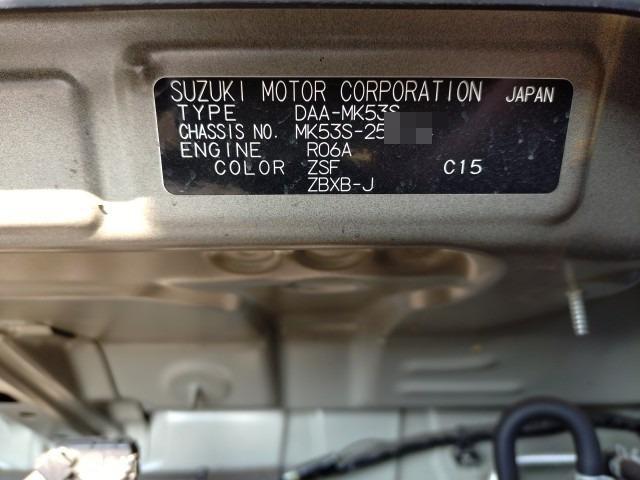 SUZUKI MOTOR CORPORATION JAPAN
TYPE DAA-MK53S
CHASSIS NO. MK53S-25
ENGINE R06A
COLOR ZSF C15
ZBXB-J